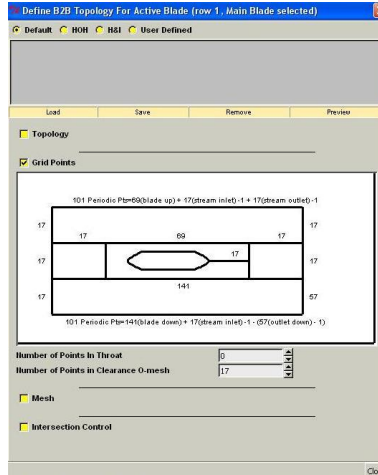 Define B2B Topology For Active Blade (row 1, Main Blade selected)
Default HOH H&I User Defined
Load Save Remove Preview
Topology
Grid Points
101 Periodic Pts=69(blade up) + 17(stream inlet) -1 + 17(stream outlet) -1
17 17
17 69 17
17 17 17
141
17 57
101 Periodic Pts=141(blade down) + 17(stream inlet)-1 - (57(outlet down) - 1)
Number of Points In Throat 0
Number of Points in Clearance O-mesh 17
Mesh
Intersection Control
Clo